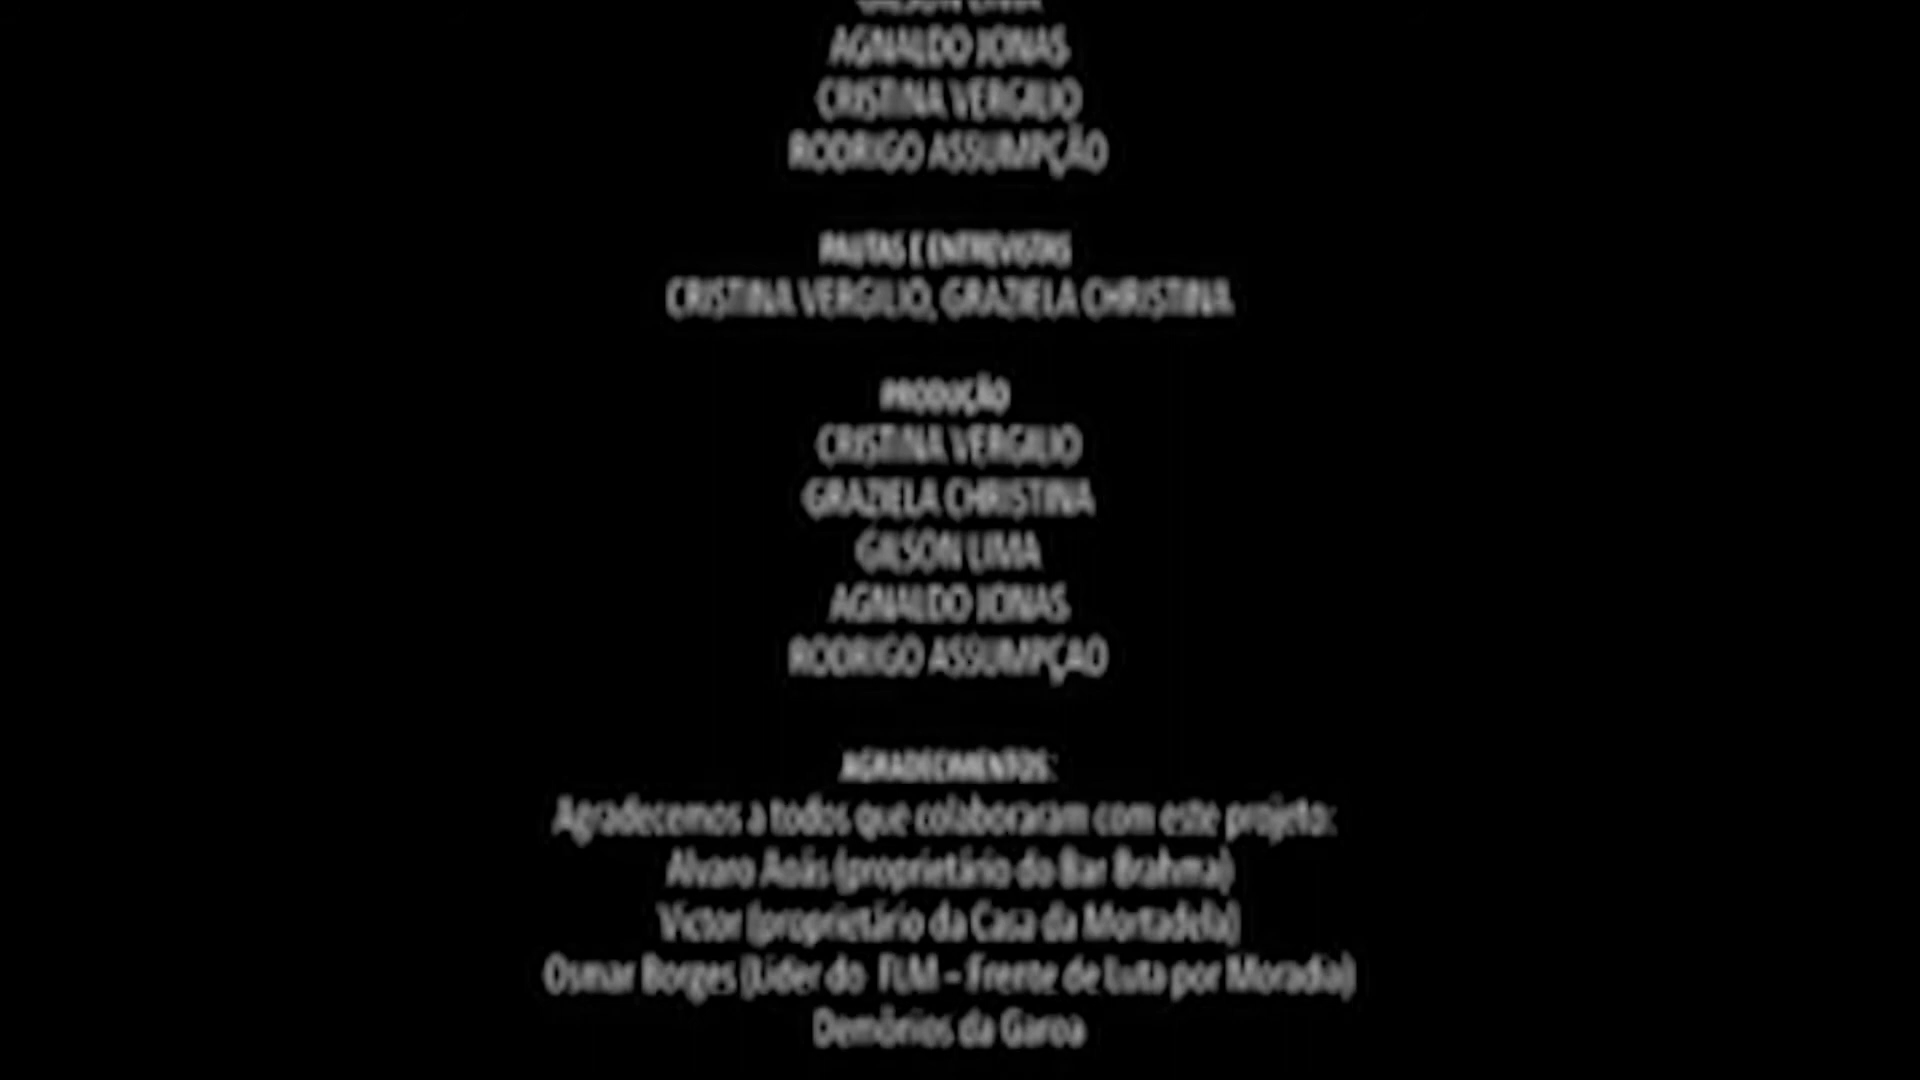 GILSON LIMA
AGNALDO JONAS
CRISTINA VERGILIO
RODRIGO ASSUMPÇÃO
PAUTAS E ENTREVISTAS
CRISTINA VERGILIO, GRAZIELA CHRISTINA
PRODUÇÃO
CRISTINA VERGILIO
GRAZIELA CHRISTINA
GILSON LIMA
AGNALDO JONAS
RODRIGO ASSUMPÇÃO
AGRADECIMENTOS:
Agradecemos a todos que colaboraram com este projeto:
Alvaro Aoás (proprietário do Bar Brahma)
Victor (proprietário da Casa da Mortadela)
Osmar Borges (Líder do FLM – Frente de Luta por Moradia)
Demônios da Garoa